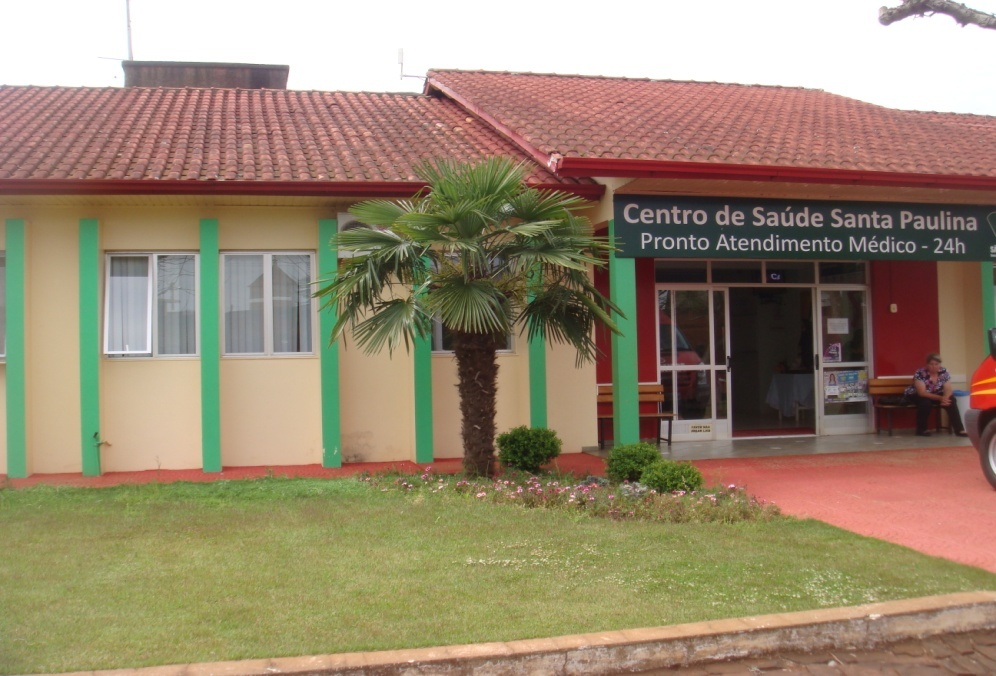 Centro de Saúde Santa Paulina
Pronto Atendimento Médico - 24h